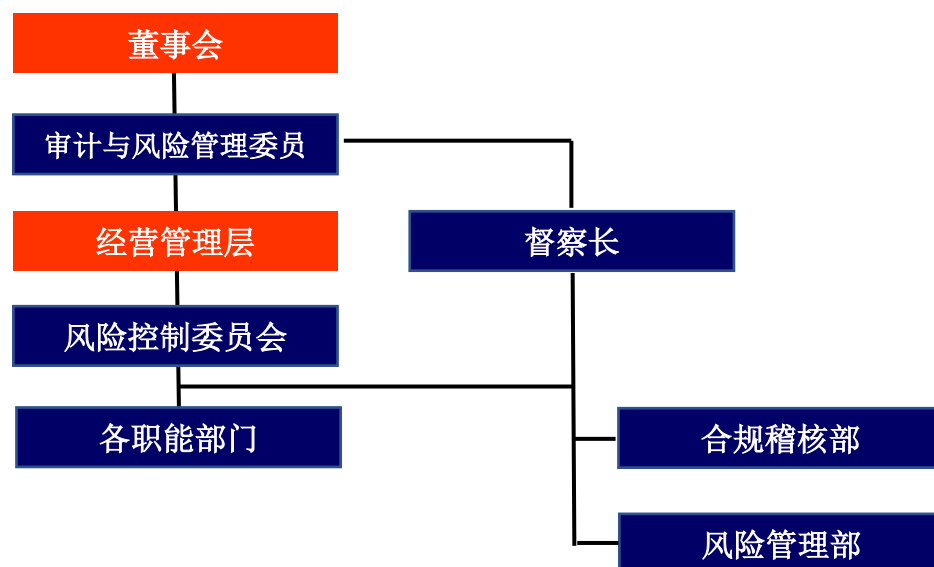 董事会
审计与风险管理委员
经营管理层
督察长
风险控制委员会
各职能部门
合规稽核部
风险管理部